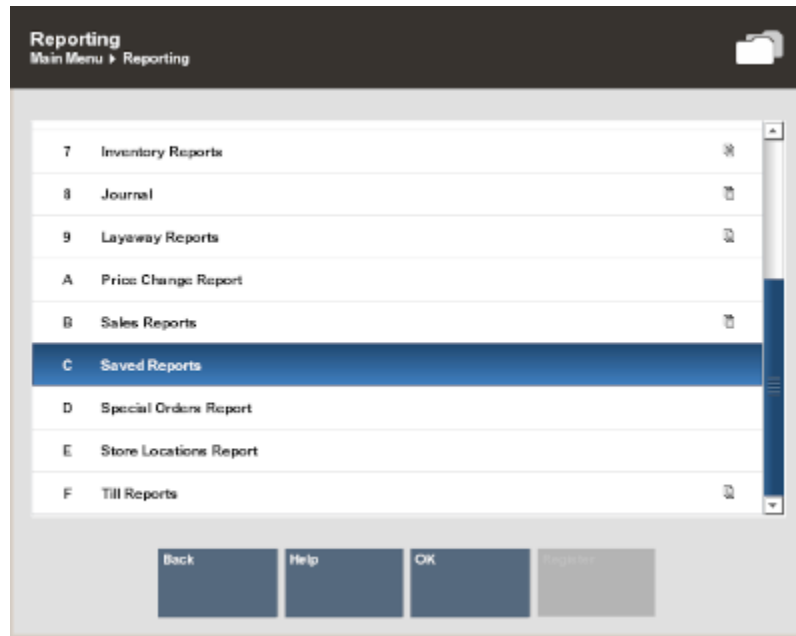 Reporting
Main Menu ▸ Reporting
7 Inventory Reports
8 Journal
9 Layaway Reports
A Price Change Report
B Sales Reports
C Saved Reports
D Special Orders Report
E Store Locations Report
F Till Reports
Back Help OK Register